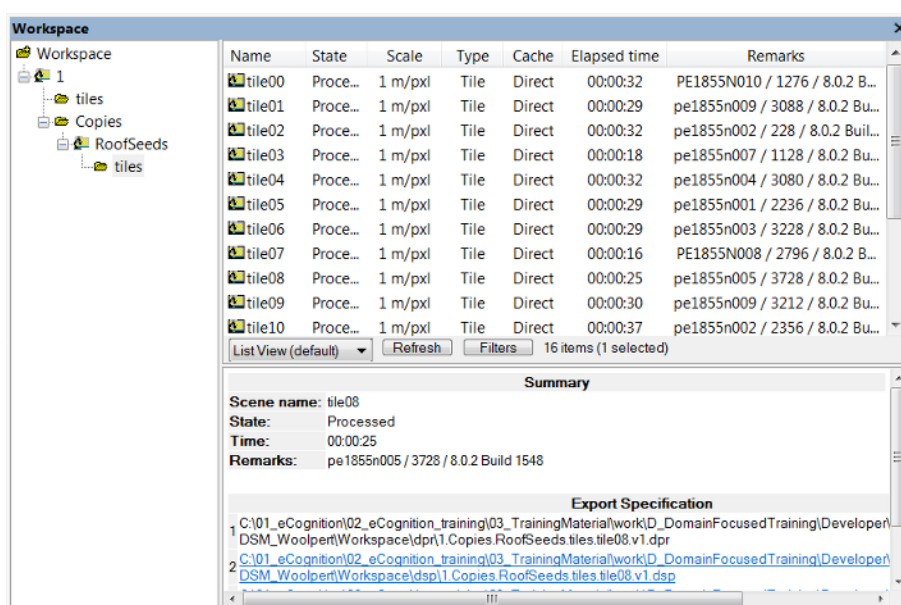 Workspace
Workspace
1
tiles
Copies
RoofSeeds
tiles
Name State Scale Type Cache Elapsed time Remarks
tile00 Proce... 1 m/pxl Tile Direct 00:00:32 PE1855N010 / 1276 / 8.0.2 B...
tile01 Proce... 1 m/pxl Tile Direct 00:00:29 pe1855n009 / 3088 / 8.0.2 Bu...
tile02 Proce... 1 m/pxl Tile Direct 00:00:32 pe1855n002 / 228 / 8.0.2 Buil...
tile03 Proce... 1 m/pxl Tile Direct 00:00:18 pe1855n007 / 1128 / 8.0.2 Bu...
tile04 Proce... 1 m/pxl Tile Direct 00:00:32 pe1855n004 / 3080 / 8.0.2 Bu...
tile05 Proce... 1 m/pxl Tile Direct 00:00:29 pe1855n001 / 2236 / 8.0.2 Bu...
tile06 Proce... 1 m/pxl Tile Direct 00:00:29 pe1855n003 / 3228 / 8.0.2 Bu...
tile07 Proce... 1 m/pxl Tile Direct 00:00:16 PE1855N008 / 2796 / 8.0.2 B...
tile08 Proce... 1 m/pxl Tile Direct 00:00:25 pe1855n005 / 3728 / 8.0.2 Bu...
tile09 Proce... 1 m/pxl Tile Direct 00:00:30 pe1855n009 / 3212 / 8.0.2 Bu...
tile10 Proce... 1 m/pxl Tile Direct 00:00:37 pe1855n002 / 2356 / 8.0.2 Bu...
List View (default) Refresh Filters 16 items (1 selected)
Summary
Scene name: tile08
State: Processed
Time: 00:00:25
Remarks: pe1855n005 / 3728 / 8.0.2 Build 1548
Export Specification
1 C:\01_eCognition\02_eCognition_training\03_TrainingMaterial\work\D_DomainFocusedTraining\Developer\
DSM_Woolpert\Workspace\dpr\1.Copies.RoofSeeds.tiles.tile08.v1.dpr
2 C:\01_eCognition\02_eCognition_training\03_TrainingMaterial\work\D_DomainFocusedTraining\Developer\
DSM_Woolpert\Workspace\dsp\1.Copies.RoofSeeds.tiles.tile08.v1.dsp